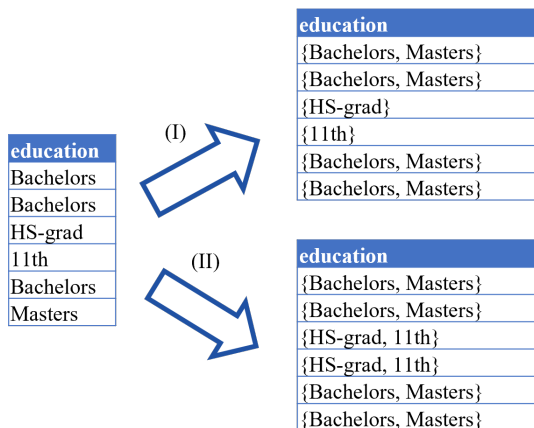 education
Bachelors
Bachelors
HS-grad
11th
Bachelors
Masters
(I)
education
{Bachelors, Masters}
{Bachelors, Masters}
{HS-grad}
{11th}
{Bachelors, Masters}
{Bachelors, Masters}
(II)
education
{Bachelors, Masters}
{Bachelors, Masters}
{HS-grad, 11th}
{HS-grad, 11th}
{Bachelors, Masters}
{Bachelors, Masters}